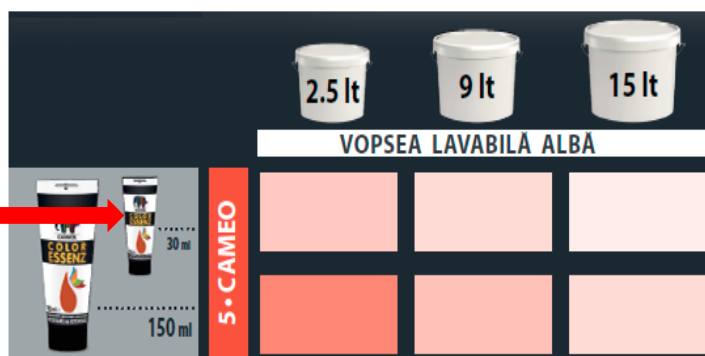 2.5 lt
9 lt
15 lt
VOPSEA LAVABILĂ ALBĂ
COLOR
ESSENZ
30 ml
COLOR
ESSENZ
150 ml
5 • CAMEO